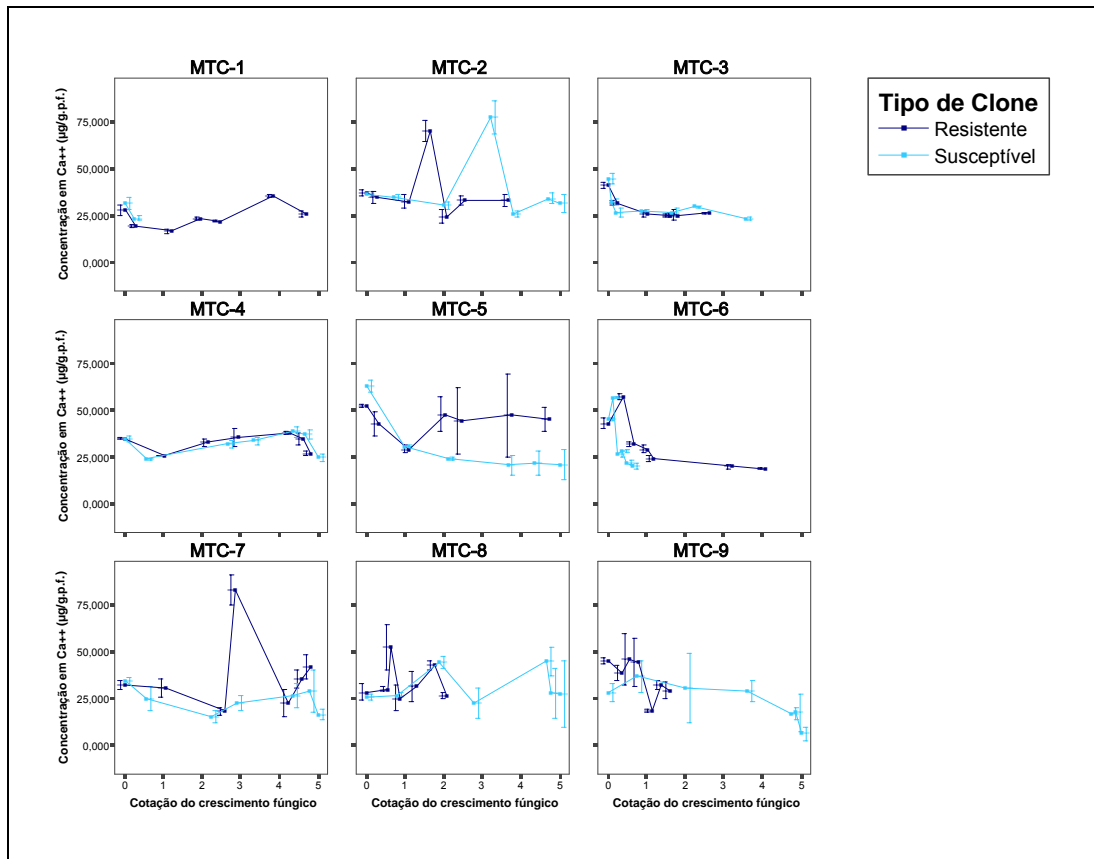 MTC-1 MTC-2 MTC-3
Tipo de Clone
Resistente
Susceptível
Concentração em Ca++ (µg/g.p.f.)
75,000
50,000
25,000
0,000
MTC-4 MTC-5 MTC-6
Concentração em Ca++ (µg/g.p.f.)
75,000
50,000
25,000
0,000
MTC-7 MTC-8 MTC-9
Concentração em Ca++ (µg/g.p.f.)
75,000
50,000
25,000
0,000
0 1 2 3 4 5 0 1 2 3 4 5 0 1 2 3 4 5
Cotação do crescimento fúngico Cotação do crescimento fúngico Cotação do crescimento fúngico